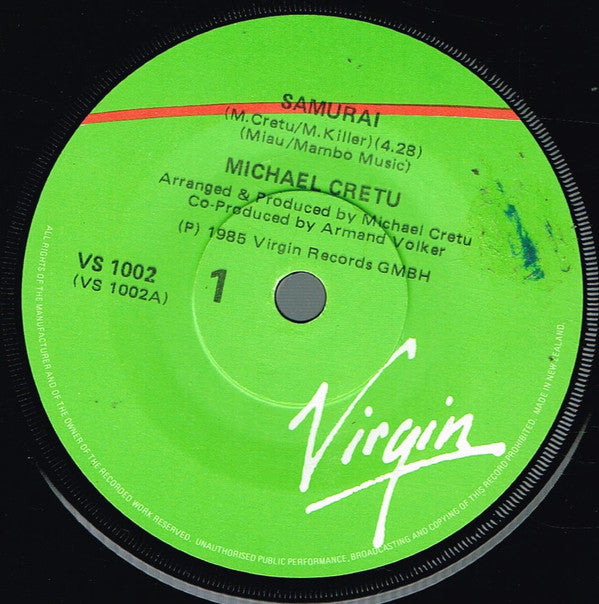 SAMURAI
(M.Cretu/M.Killer)(4.28)
(Miau/Mambo Music)
MICHAEL CRETU
Arranged & Produced by Michael Cretu
Co-Produced by Armand Volker
(P) 1985 Virgin Records GMBH
VS 1002
(VS 1002A)
1
Virgin
ALL RIGHTS OF THE MANUFACTURER AND OF THE OWNER OF THE RECORDED WORK RESERVED. UNAUTHORISED PUBLIC PERFORMANCE, BROADCASTING AND COPYING OF THIS RECORD PROHIBITED. MADE IN NEW ZEALAND.